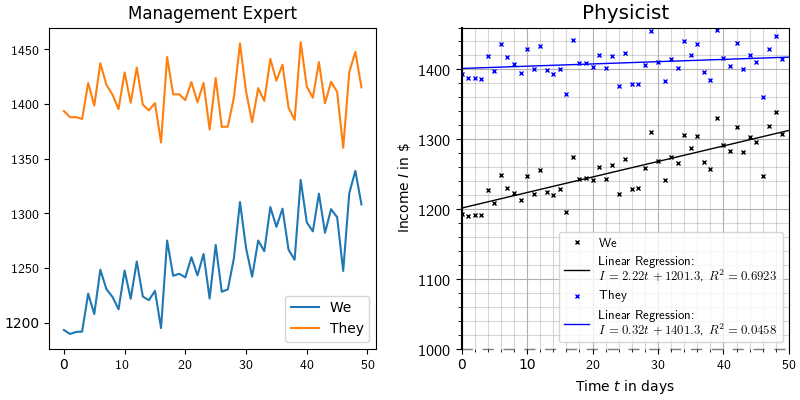 Management Expert
1450
1400
1350
1300
1250
1200
0
10
20
30
40
50
We
They
Physicist
Income I in $
1400
1300
1200
1100
1000
0
10
20
30
40
50
Time t in days
We
Linear Regression:
I = 2.22t + 1201.3, R² = 0.6923
They
Linear Regression:
I = 0.32t + 1401.3, R² = 0.0458